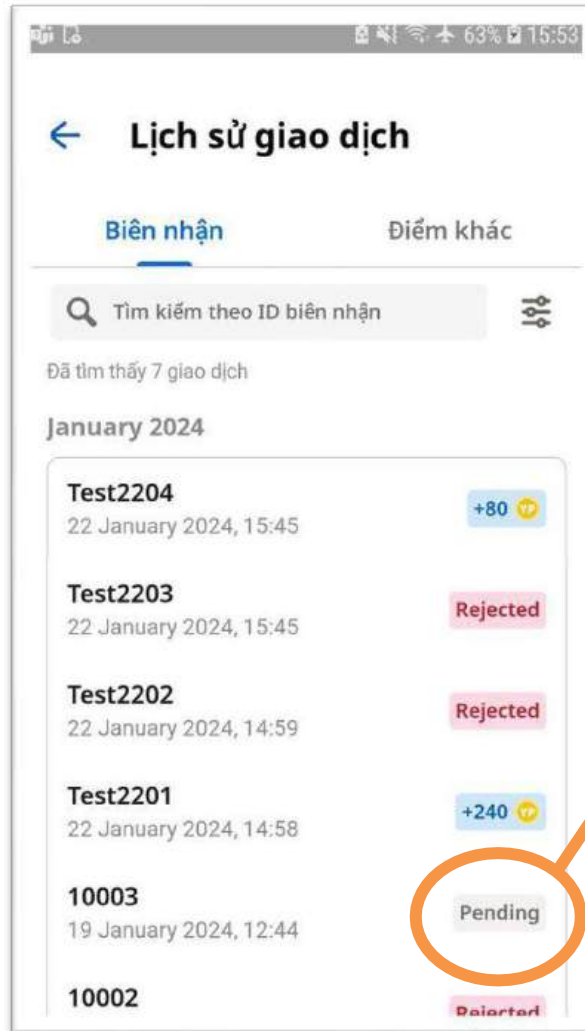 63% 15:53
Lịch sử giao dịch
Biên nhận Điểm khác
Tìm kiếm theo ID biên nhận
Đã tìm thấy 7 giao dịch
January 2024
Test2204
+80
22 January 2024, 15:45
Test2203
Rejected
22 January 2024, 15:45
Test2202
Rejected
22 January 2024, 14:59
Test2201
+240
22 January 2024, 14:58
10003
Pending
19 January 2024, 12:44
10002
Rejected